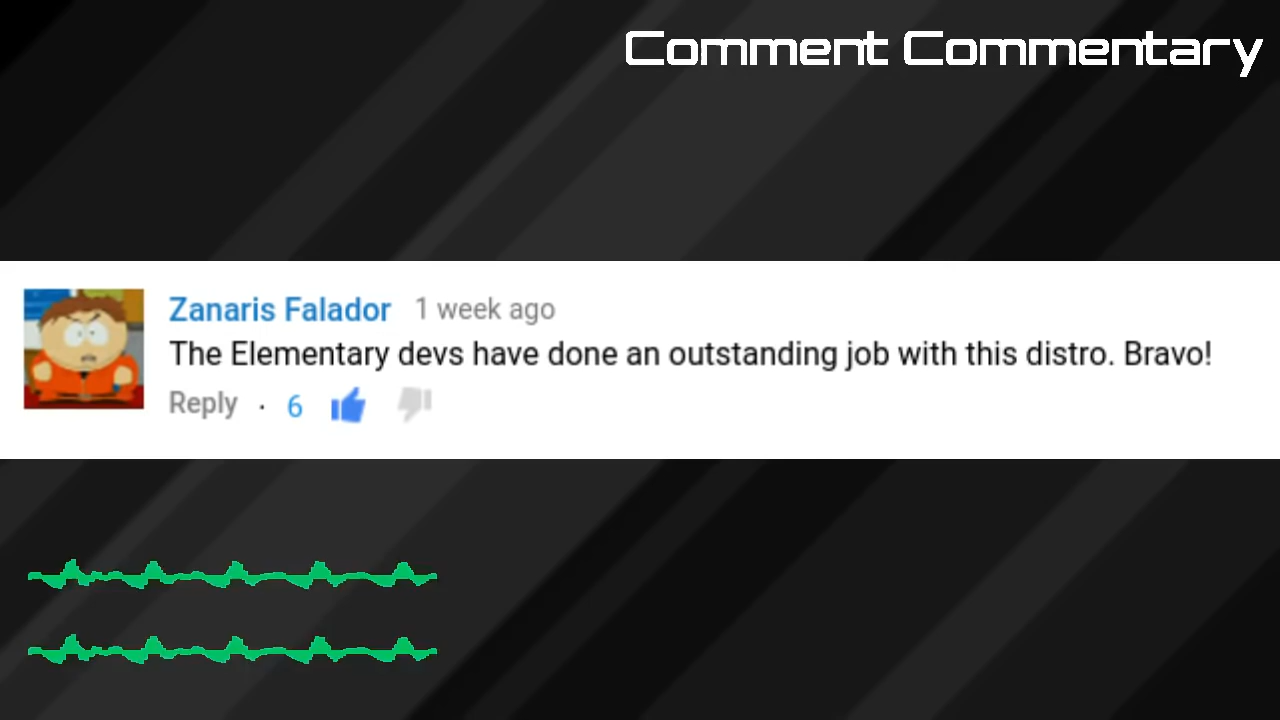 Comment Commentary
Zanaris Falador 1 week ago
The Elementary devs have done an outstanding job with this distro. Bravo!
Reply · 6